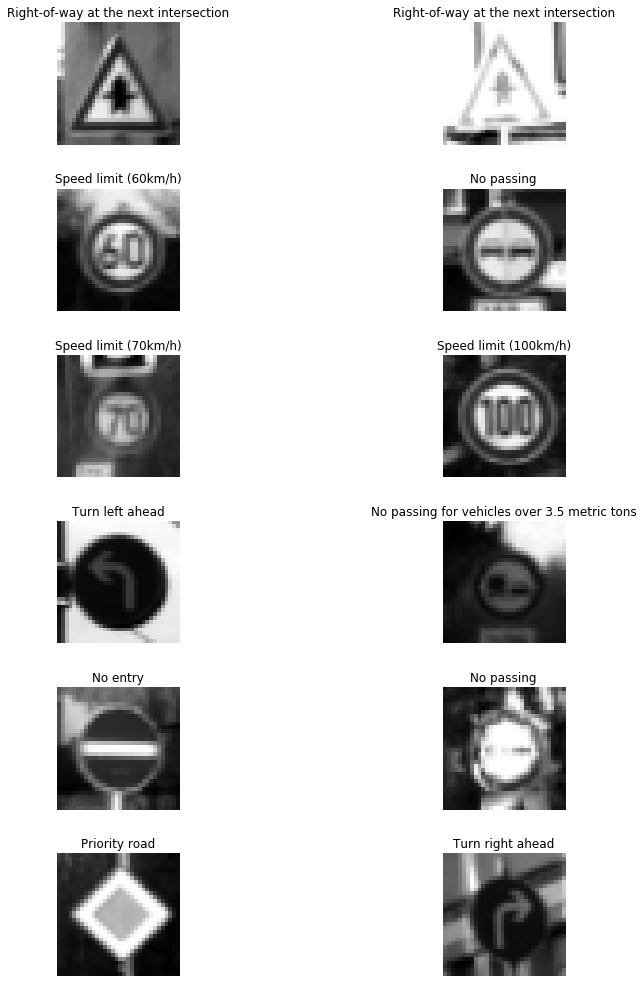 Right-of-way at the next intersection
Right-of-way at the next intersection
Speed limit (60km/h)
No passing
60
Speed limit (70km/h)
Speed limit (100km/h)
70
100
Turn left ahead
No passing for vehicles over 3.5 metric tons
No entry
No passing
Priority road
Turn right ahead